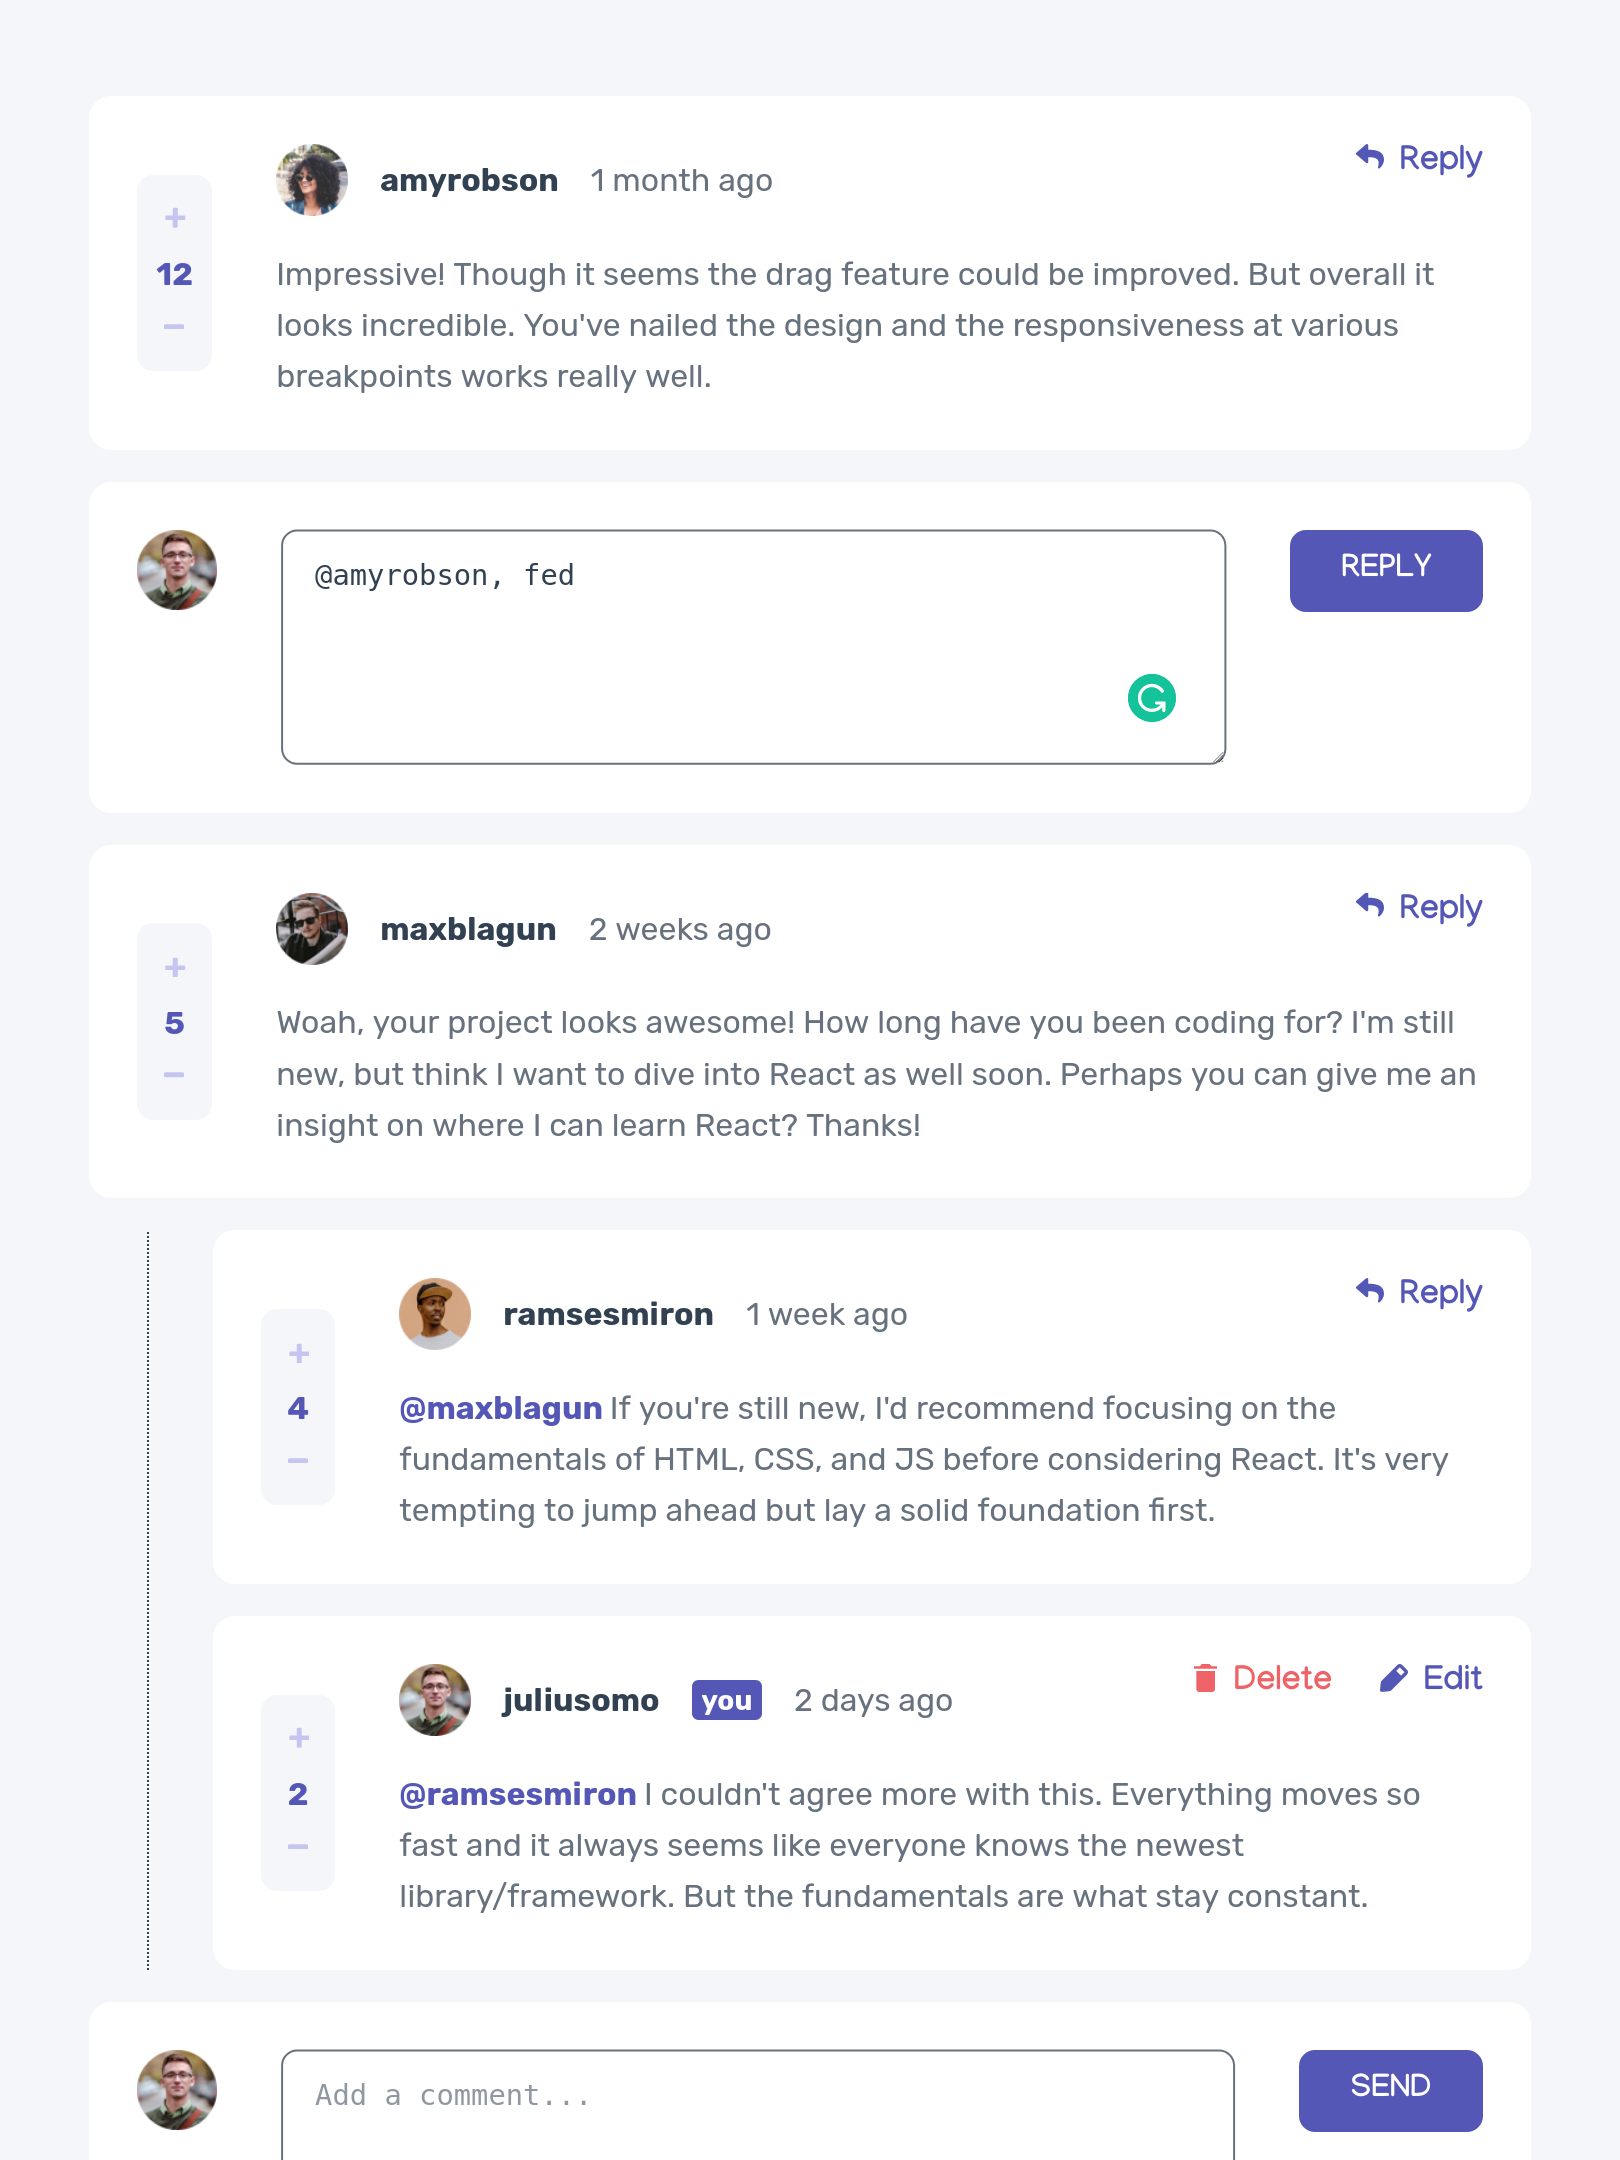 amyrobson 1 month ago Reply
+
12
−
Impressive! Though it seems the drag feature could be improved. But overall it
looks incredible. You've nailed the design and the responsiveness at various
breakpoints works really well.
@amyrobson, fed
REPLY
maxblagun 2 weeks ago Reply
+
5
−
Woah, your project looks awesome! How long have you been coding for? I'm still
new, but think I want to dive into React as well soon. Perhaps you can give me an
insight on where I can learn React? Thanks!
ramsesmiron 1 week ago Reply
+
4
−
@maxblagun If you're still new, I'd recommend focusing on the
fundamentals of HTML, CSS, and JS before considering React. It's very
tempting to jump ahead but lay a solid foundation first.
juliusomo you 2 days ago Delete Edit
+
2
−
@ramsesmiron I couldn't agree more with this. Everything moves so
fast and it always seems like everyone knows the newest
library/framework. But the fundamentals are what stay constant.
Add a comment...
SEND